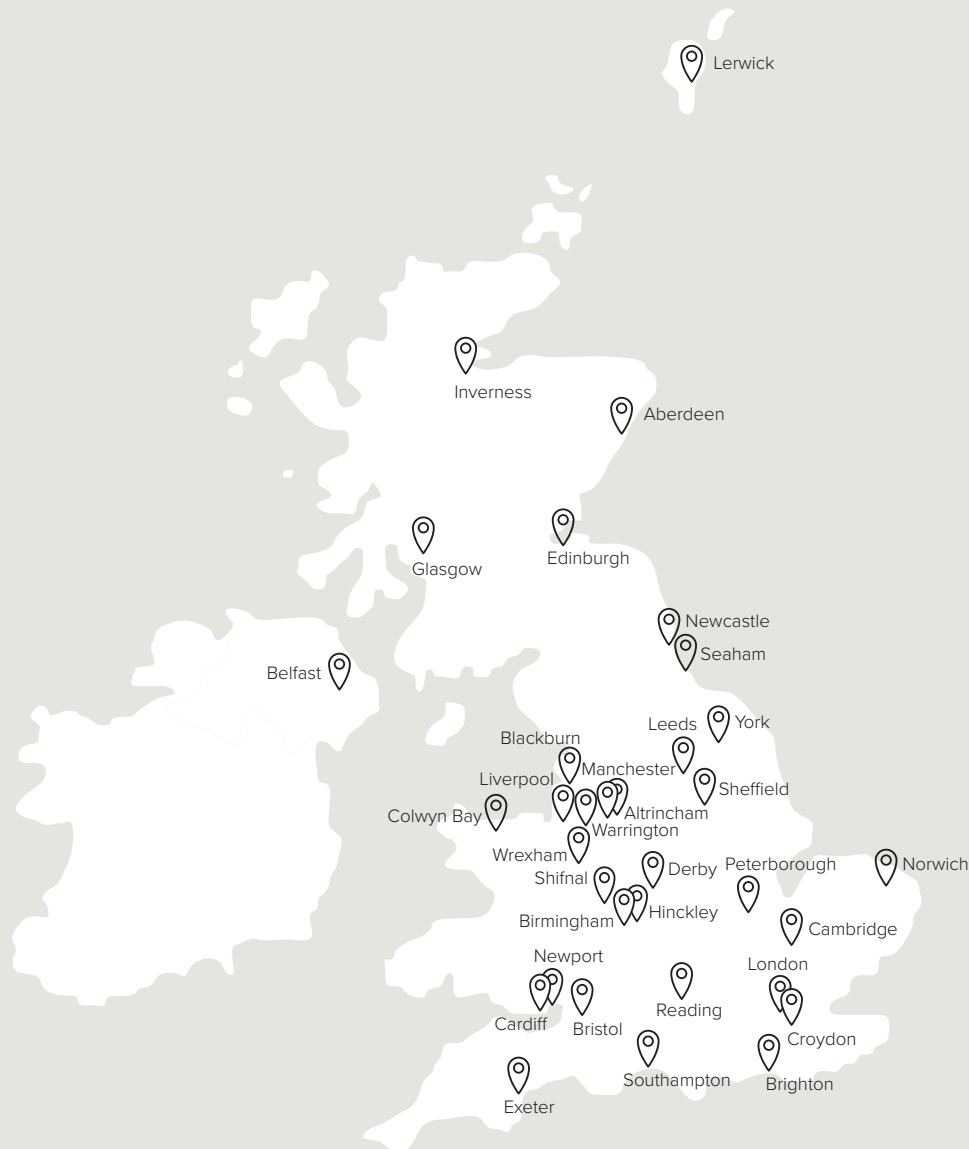 Lerwick
Inverness
Aberdeen
Edinburgh
Glasgow
Newcastle
Seaham
Belfast
Leeds
York
Blackburn
Manchester
Liverpool
Sheffield
Colwyn Bay
Altrincham
Warrington
Wrexham
Derby
Peterborough
Norwich
Shifnal
Hinckley
Birmingham
Cambridge
Newport
London
Reading
Cardiff
Bristol
Croydon
Southampton
Brighton
Exeter